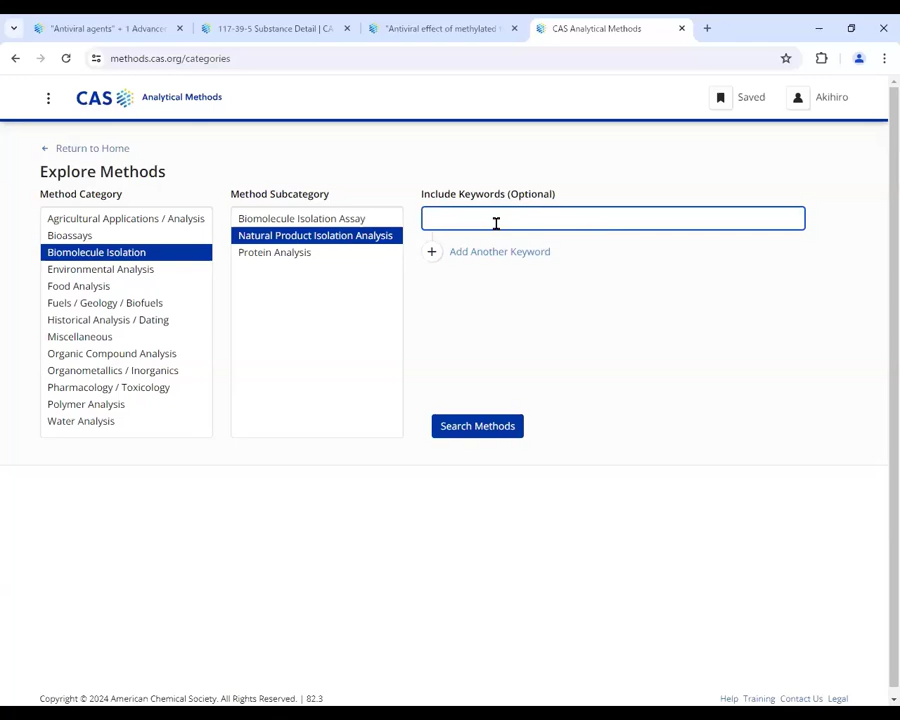 "Antiviral agents" + 1 Advance
117-39-5 Substance Detail | CA
"Antiviral effect of methylated
CAS Analytical Methods
methods.cas.org/categories
CAS Analytical Methods
Saved
Akihiro
Return to Home
Explore Methods
Method Category
Agricultural Applications / Analysis
Bioassays
Biomolecule Isolation
Environmental Analysis
Food Analysis
Fuels / Geology / Biofuels
Historical Analysis / Dating
Miscellaneous
Organic Compound Analysis
Organometallics / Inorganics
Pharmacology / Toxicology
Polymer Analysis
Water Analysis
Method Subcategory
Biomolecule Isolation Assay
Natural Product Isolation Analysis
Protein Analysis
Include Keywords (Optional)
Add Another Keyword
Search Methods
Copyright © 2024 American Chemical Society. All Rights Reserved. | 82.3
Help Training Contact Us Legal